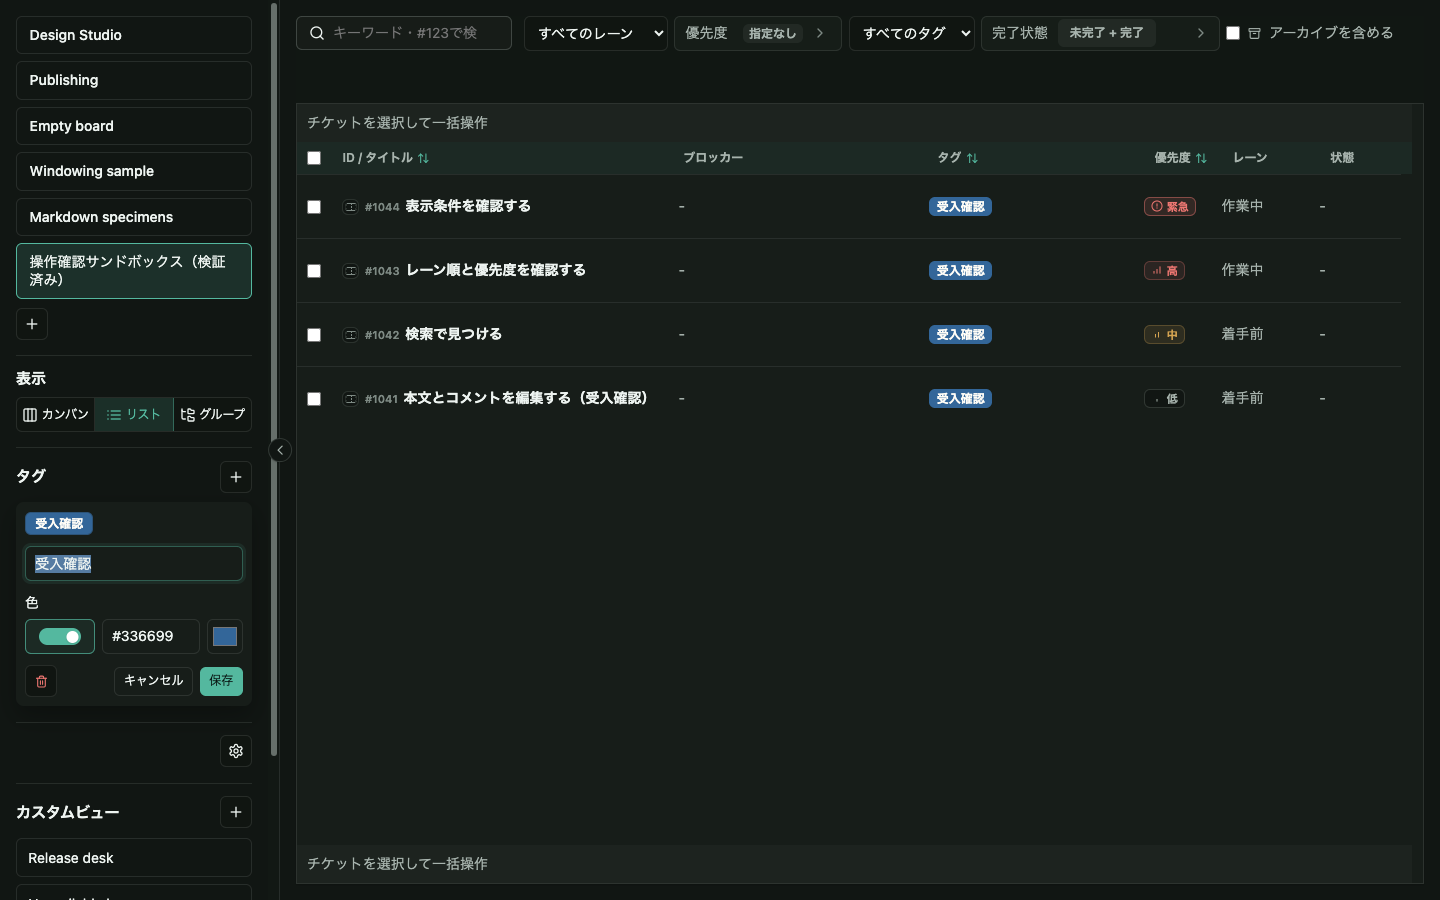 Design Studio
Publishing
Empty board
Windowing sample
Markdown specimens
操作確認サンドボックス（検証
済み）
表示
カンバン リスト グループ
タグ
受入確認
受入確認
色
#336699
キャンセル 保存
カスタムビュー
Release desk
キーワード・#123で検 すべてのレーン 優先度 指定なし すべてのタグ 完了状態 未完了 + 完了 アーカイブを含める
チケットを選択して一括操作
ID / タイトル ブロッカー タグ 優先度 レーン 状態
#1044 表示条件を確認する - 受入確認 緊急 作業中 -
#1043 レーン順と優先度を確認する - 受入確認 高 作業中 -
#1042 検索で見つける - 受入確認 中 着手前 -
#1041 本文とコメントを編集する（受入確認） - 受入確認 低 着手前 -
チケットを選択して一括操作